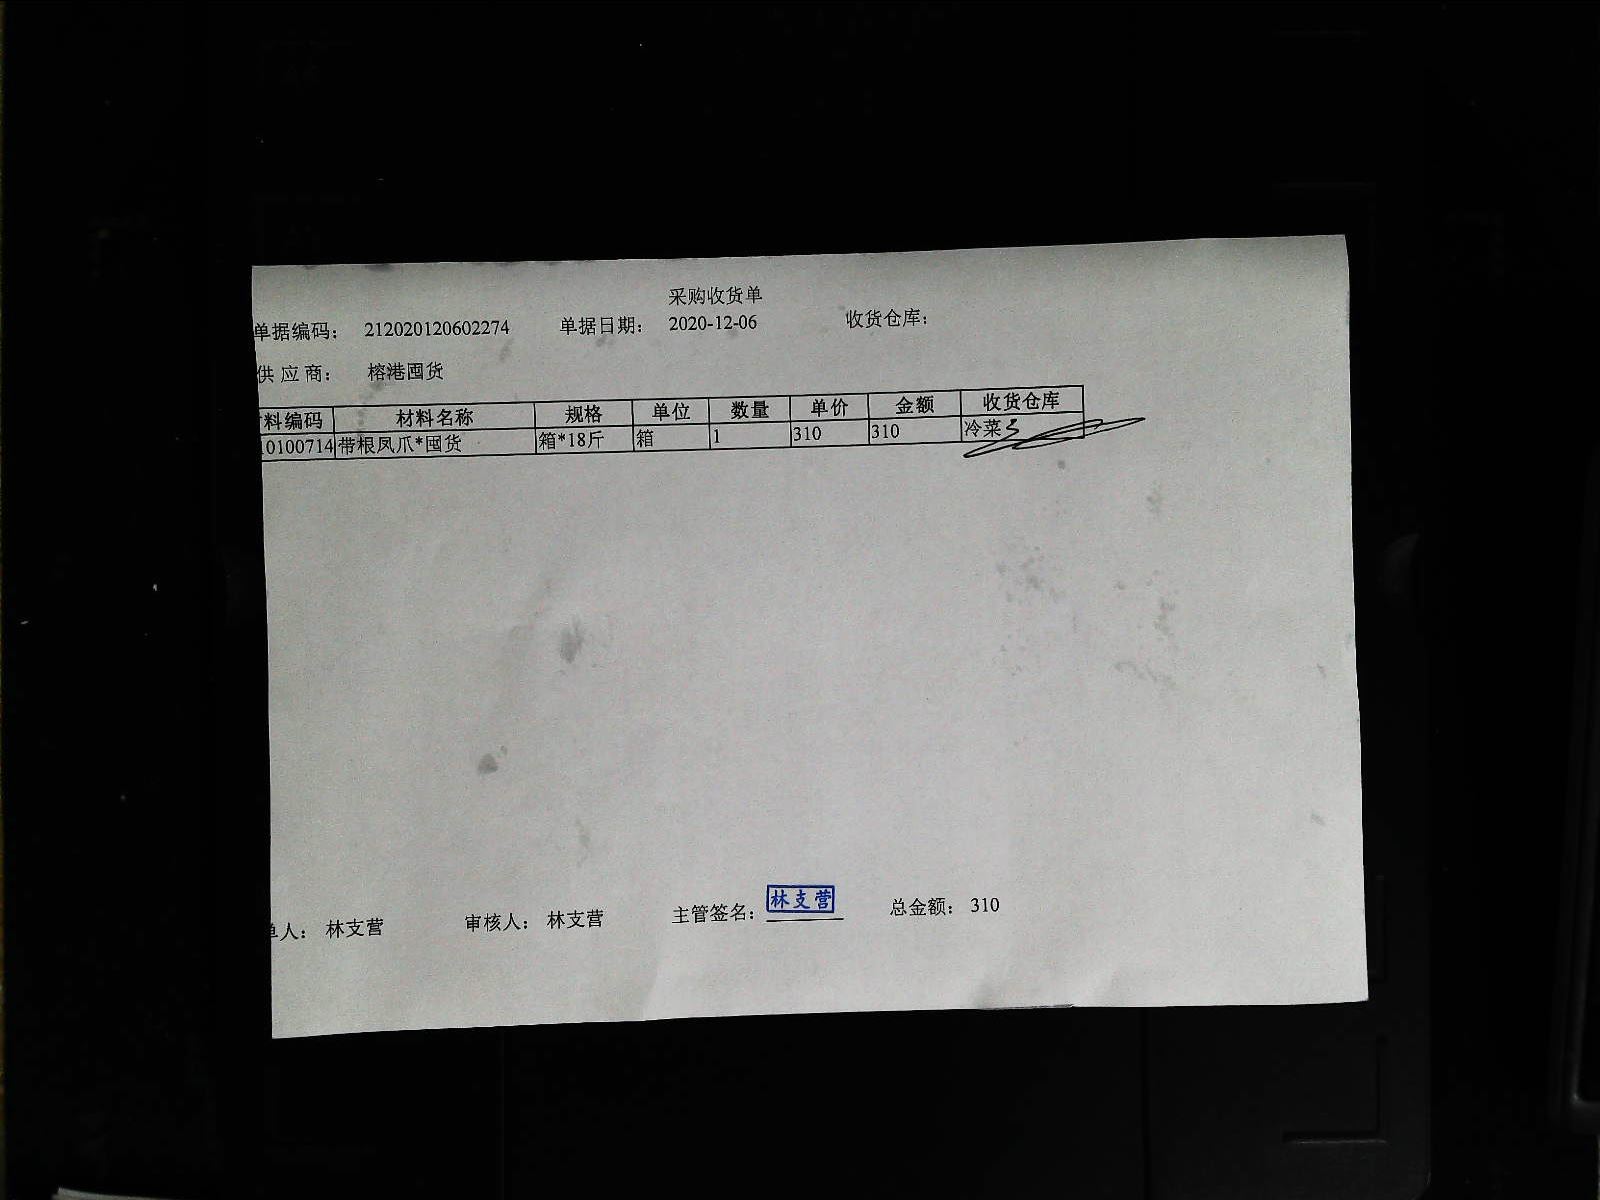 采购收货单
单据编码： 212020120602274 单据日期： 2020-12-06 收货仓库：
供 应 商： 榕港囤货
料编码 材料名称 规格 单位 数量 单价 金额 收货仓库
0100714 带根凤爪*囤货 箱*18斤 箱 1 310 310 冷菜
单人： 林支营 审核人： 林支营 主管签名： 林支营 总金额： 310